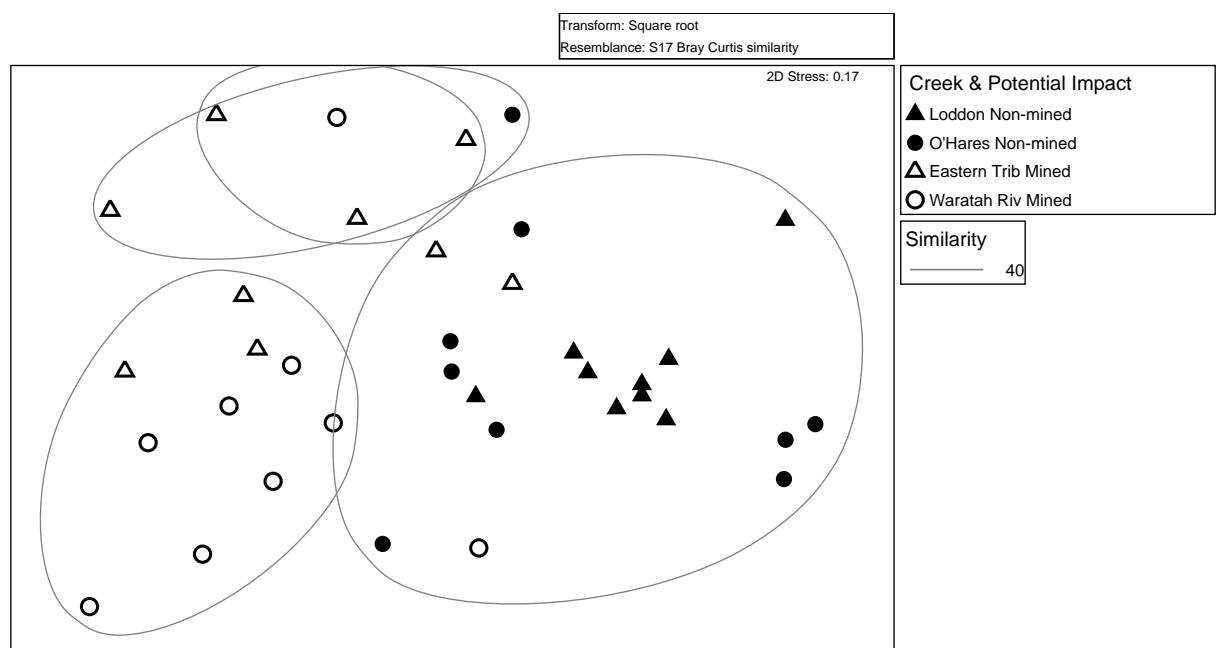 Transform: Square root
Resemblance: S17 Bray Curtis similarity
2D Stress: 0.17
Creek & Potential Impact
Loddon Non-mined
O'Hares Non-mined
Eastern Trib Mined
Waratah Riv Mined
Similarity
40